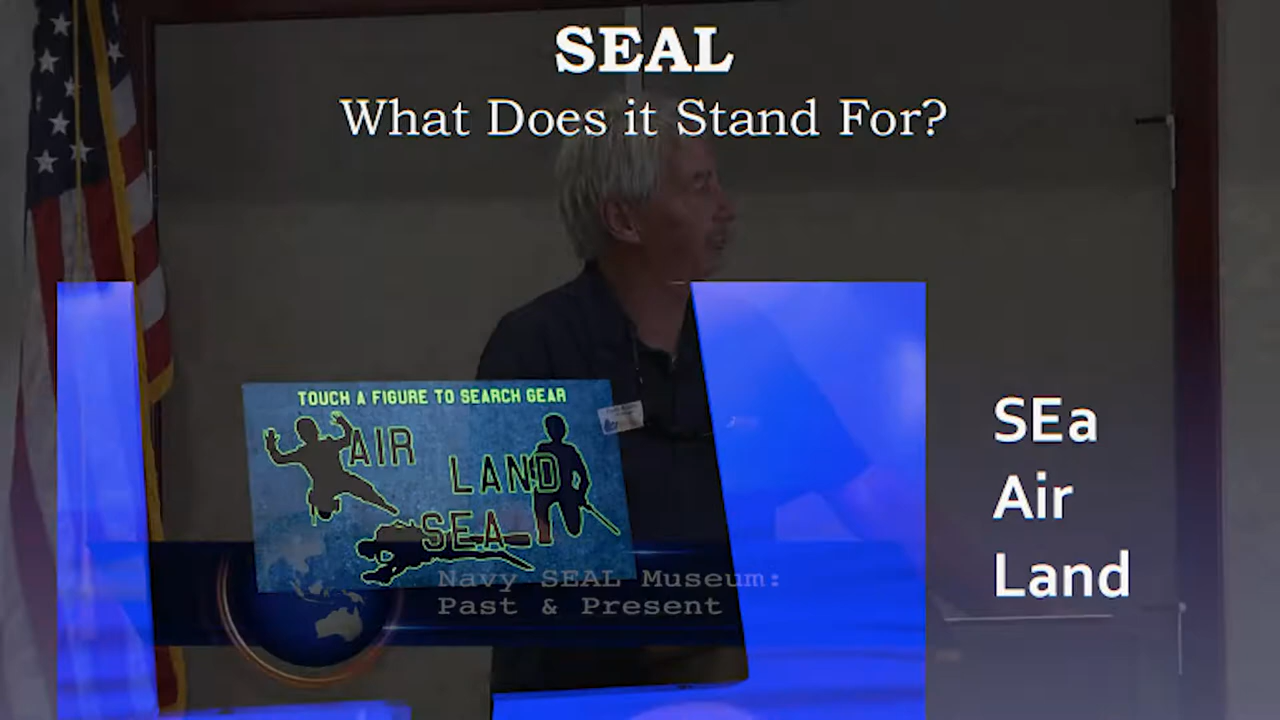 SEAL
What Does it Stand For?
TOUCH A FIGURE TO SEARCH GEAR
AIR
LAND
SEA
SEa
Air
Land
Navy SEAL Museum:
Past & Present